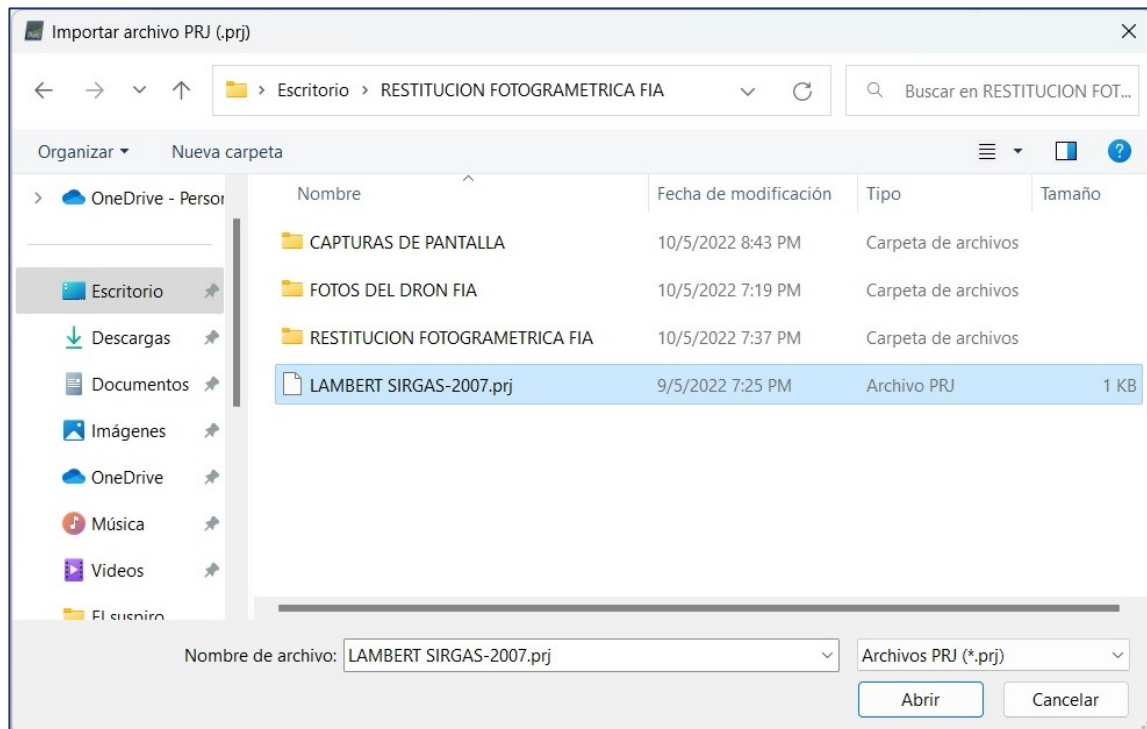 Importar archivo PRJ (.prj)
Escritorio > RESTITUCION FOTOGRAMETRICA FIA
Buscar en RESTITUCION FOT...
Organizar
Nueva carpeta
OneDrive - Person
Escritorio
Descargas
Documentos
Imágenes
OneDrive
Música
Videos
El suspiro
Nombre Fecha de modificación Tipo Tamaño
CAPTURAS DE PANTALLA 10/5/2022 8:43 PM Carpeta de archivos
FOTOS DEL DRON FIA 10/5/2022 7:19 PM Carpeta de archivos
RESTITUCION FOTOGRAMETRICA FIA 10/5/2022 7:37 PM Carpeta de archivos
LAMBERT SIRGAS-2007.prj 9/5/2022 7:25 PM Archivo PRJ 1 KB
Nombre de archivo: LAMBERT SIRGAS-2007.prj
Archivos PRJ (*.prj)
Abrir
Cancelar